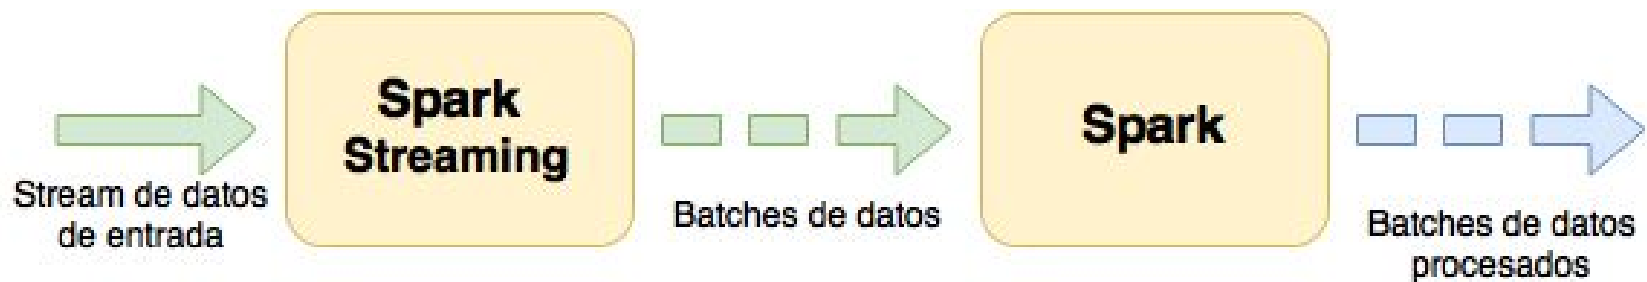 Stream de datos
de entrada
Spark
Streaming
Batches de datos
Spark
Batches de datos
procesados